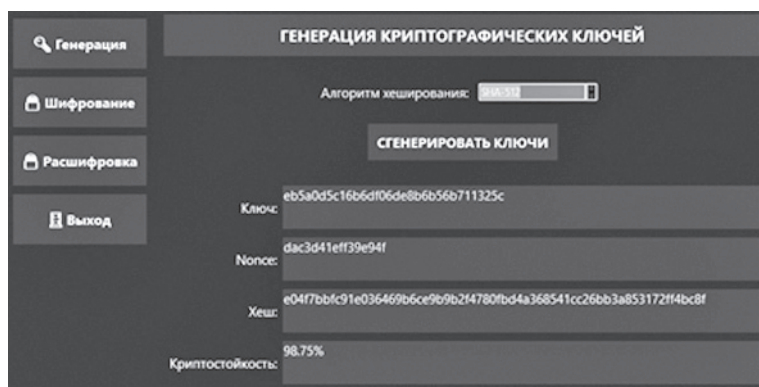 Генерация
Шифрование
Расшифровка
Выход
ГЕНЕРАЦИЯ КРИПТОГРАФИЧЕСКИХ КЛЮЧЕЙ
Алгоритм хеширования: SHA-512
СГЕНЕРИРОВАТЬ КЛЮЧИ
Ключ: eb5a0d5c16b6df06de8b6b56b711325c
Nonce: dac3d41eff39e94f
Хеш: e04f7bbfc91e036469b6ce9b9b2f4780fbd4a368541cc26bb3a853172ff4bc8f
Криптостойкость: 98.75%